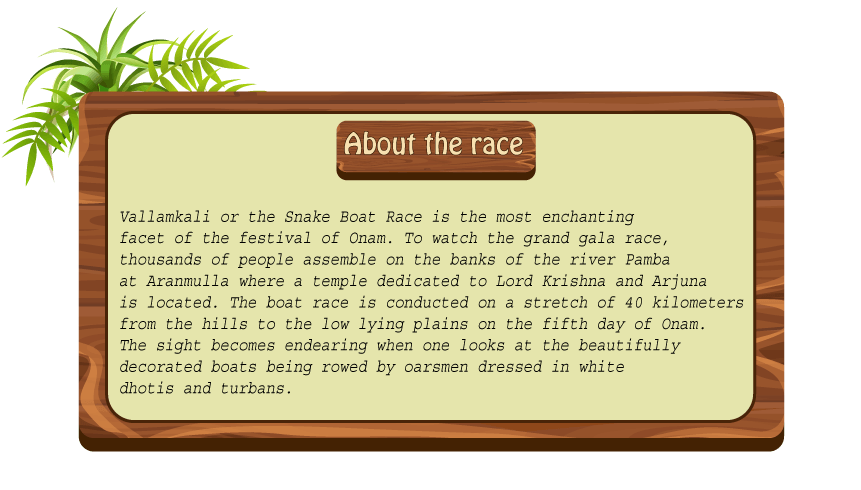 About the race
Vallamkali or the Snake Boat Race is the most enchanting
facet of the festival of Onam. To watch the grand gala race,
thousands of people assemble on the banks of the river Pamba
at Aranmulla where a temple dedicated to Lord Krishna and Arjuna
is located. The boat race is conducted on a stretch of 40 kilometers
from the hills to the low lying plains on the fifth day of Onam.
The sight becomes endearing when one looks at the beautifully
decorated boats being rowed by oarsmen dressed in white
dhotis and turbans.